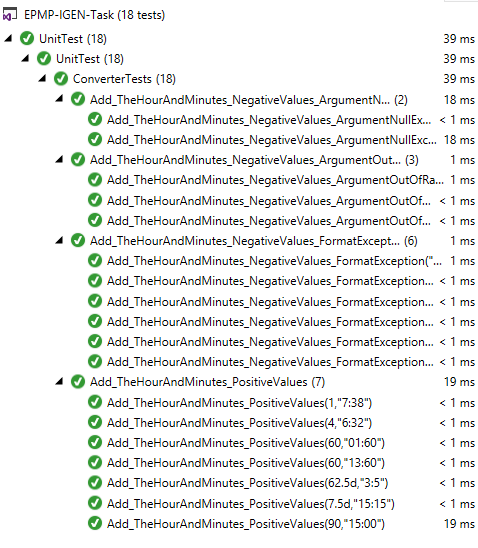 EPMP-IGEN-Task (18 tests)
UnitTest (18) 39 ms
UnitTest (18) 39 ms
ConverterTests (18) 39 ms
Add_TheHourAndMinutes_NegativeValues_ArgumentN... (2) 18 ms
Add_TheHourAndMinutes_NegativeValues_ArgumentNullEx... < 1 ms
Add_TheHourAndMinutes_NegativeValues_ArgumentNullExc... 18 ms
Add_TheHourAndMinutes_NegativeValues_ArgumentOut... (3) 1 ms
Add_TheHourAndMinutes_NegativeValues_ArgumentOutOfRa... 1 ms
Add_TheHourAndMinutes_NegativeValues_ArgumentOutOf... < 1 ms
Add_TheHourAndMinutes_NegativeValues_ArgumentOutOf... < 1 ms
Add_TheHourAndMinutes_NegativeValues_FormatExcept... (6) 1 ms
Add_TheHourAndMinutes_NegativeValues_FormatException("... 1 ms
Add_TheHourAndMinutes_NegativeValues_FormatException... < 1 ms
Add_TheHourAndMinutes_NegativeValues_FormatException... < 1 ms
Add_TheHourAndMinutes_NegativeValues_FormatException... < 1 ms
Add_TheHourAndMinutes_NegativeValues_FormatException... < 1 ms
Add_TheHourAndMinutes_NegativeValues_FormatException... < 1 ms
Add_TheHourAndMinutes_PositiveValues (7) 19 ms
Add_TheHourAndMinutes_PositiveValues(1,"7:38") < 1 ms
Add_TheHourAndMinutes_PositiveValues(4,"6:32") < 1 ms
Add_TheHourAndMinutes_PositiveValues(60,"01:60") < 1 ms
Add_TheHourAndMinutes_PositiveValues(60,"13:60") < 1 ms
Add_TheHourAndMinutes_PositiveValues(62.5d,"3:5") < 1 ms
Add_TheHourAndMinutes_PositiveValues(7.5d,"15:15") < 1 ms
Add_TheHourAndMinutes_PositiveValues(90,"15:00") 19 ms